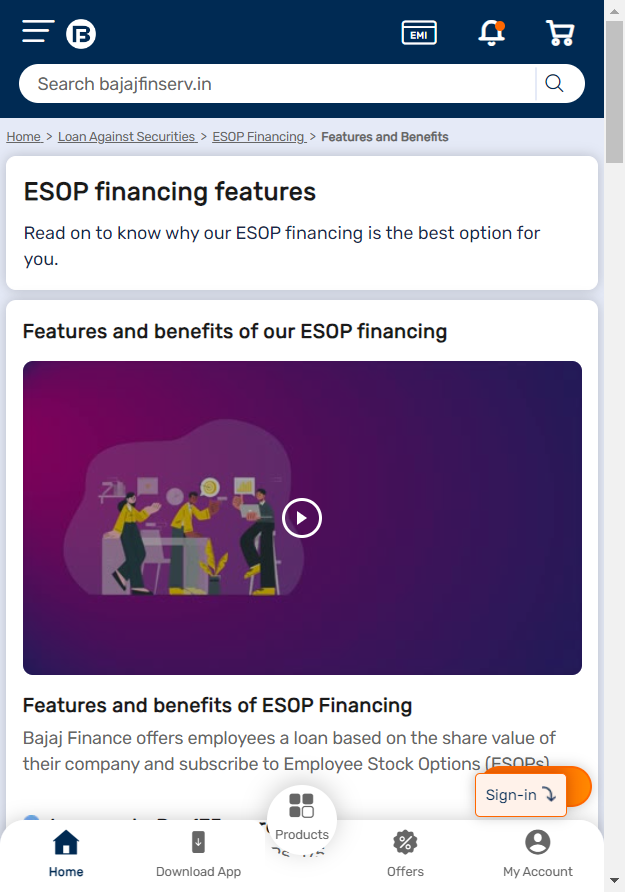 EMI
Search bajajfinserv.in
Home > Loan Against Securities > ESOP Financing > Features and Benefits
ESOP financing features
Read on to know why our ESOP financing is the best option for
you.
Features and benefits of our ESOP financing
Features and benefits of ESOP Financing
Bajaj Finance offers employees a loan based on the share value of
their company and subscribe to Employee Stock Options (ESOPs)
Sign-in
Products
Home
Download App
Offers
My Account